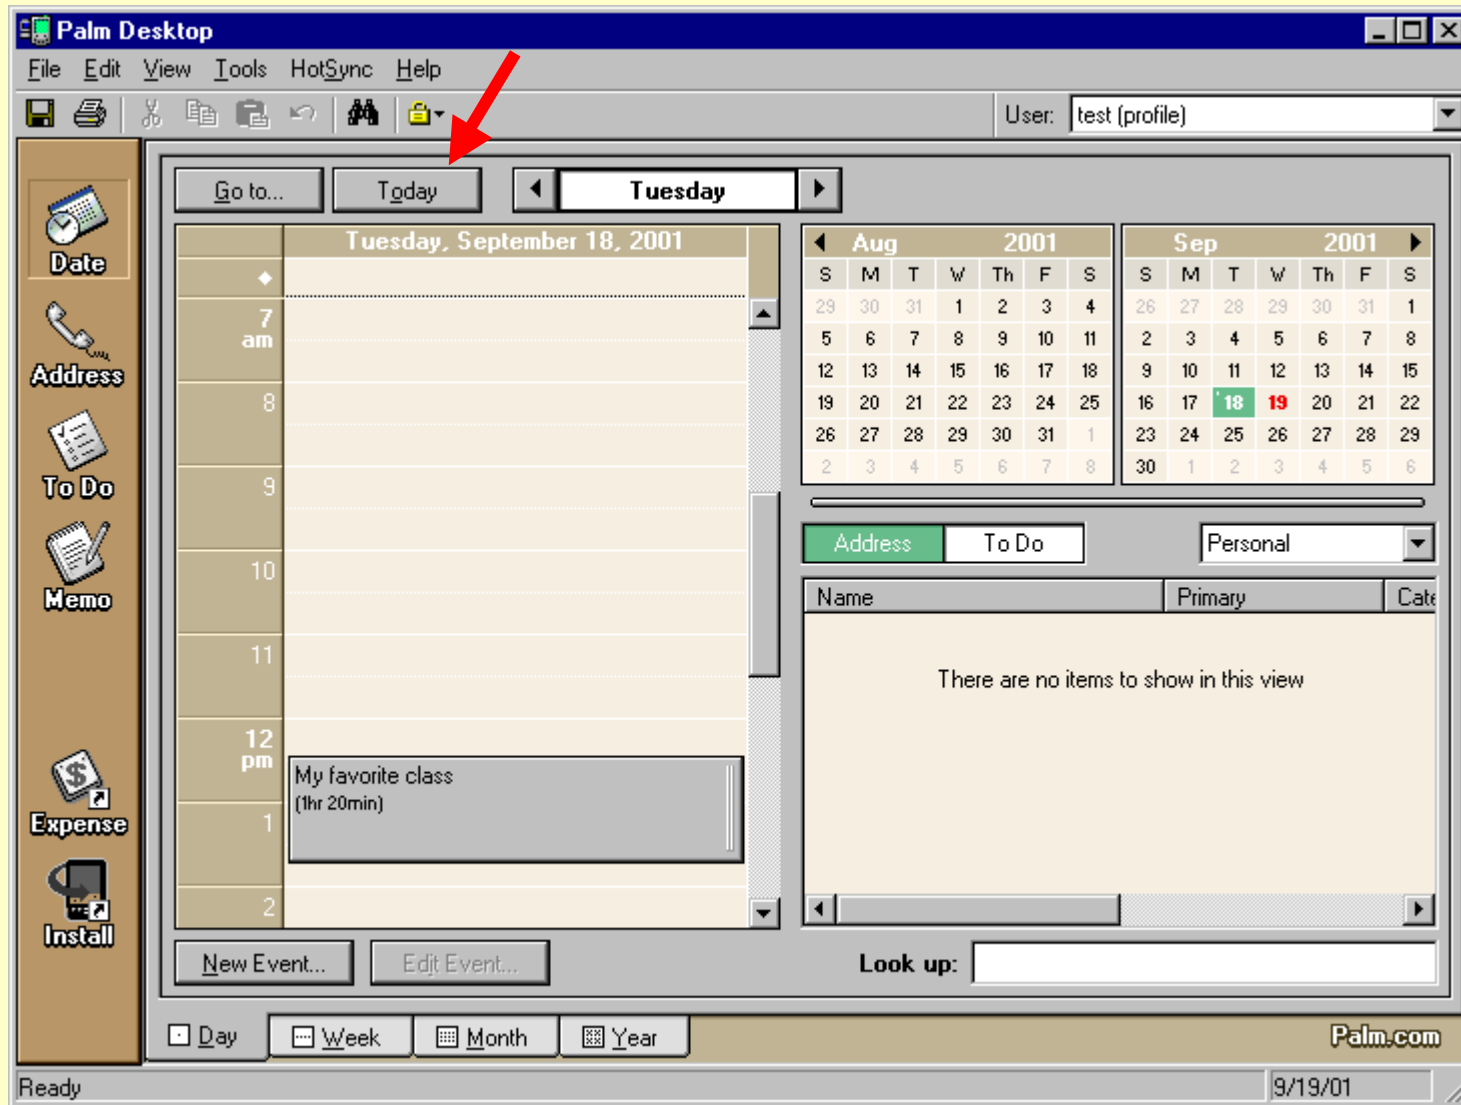 Palm Desktop
File Edit View Tools HotSync Help
User: test (profile)
Go to... Today Tuesday
Date
Address
To Do
Memo
Expense
Install
Tuesday, September 18, 2001
7
am
8
9
10
11
12
pm
My favorite class
(1hr 20min)
1
2
New Event... Edit Event...
Aug 2001
S M T W Th F S
29 30 31 1 2 3 4
5 6 7 8 9 10 11
12 13 14 15 16 17 18
19 20 21 22 23 24 25
26 27 28 29 30 31 1
2 3 4 5 6 7 8
Sep 2001
S M T W Th F S
26 27 28 29 30 31 1
2 3 4 5 6 7 8
9 10 11 12 13 14 15
16 17 18 19 20 21 22
23 24 25 26 27 28 29
30 1 2 3 4 5 6
Address To Do Personal
Name Primary Cate
There are no items to show in this view
Look up:
Day Week Month Year
Palm.com
Ready 9/19/01